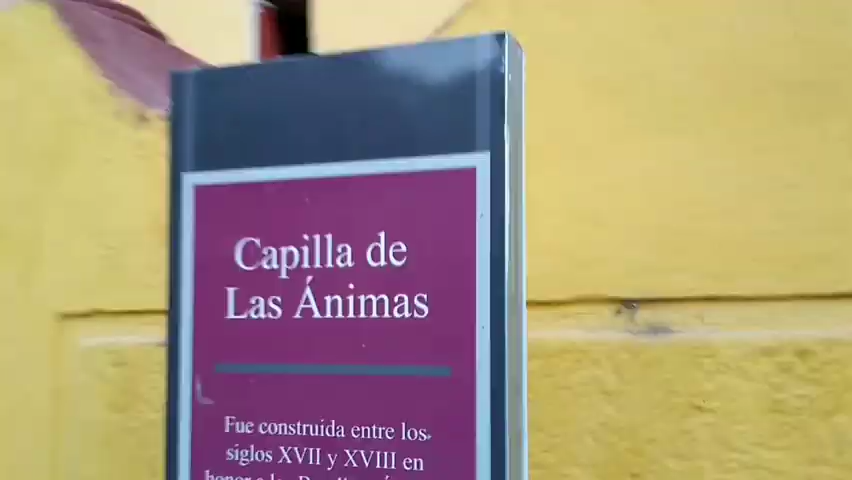 Capilla de
Las Ánimas
Fue construida entre los
siglos XVII y XVIII en